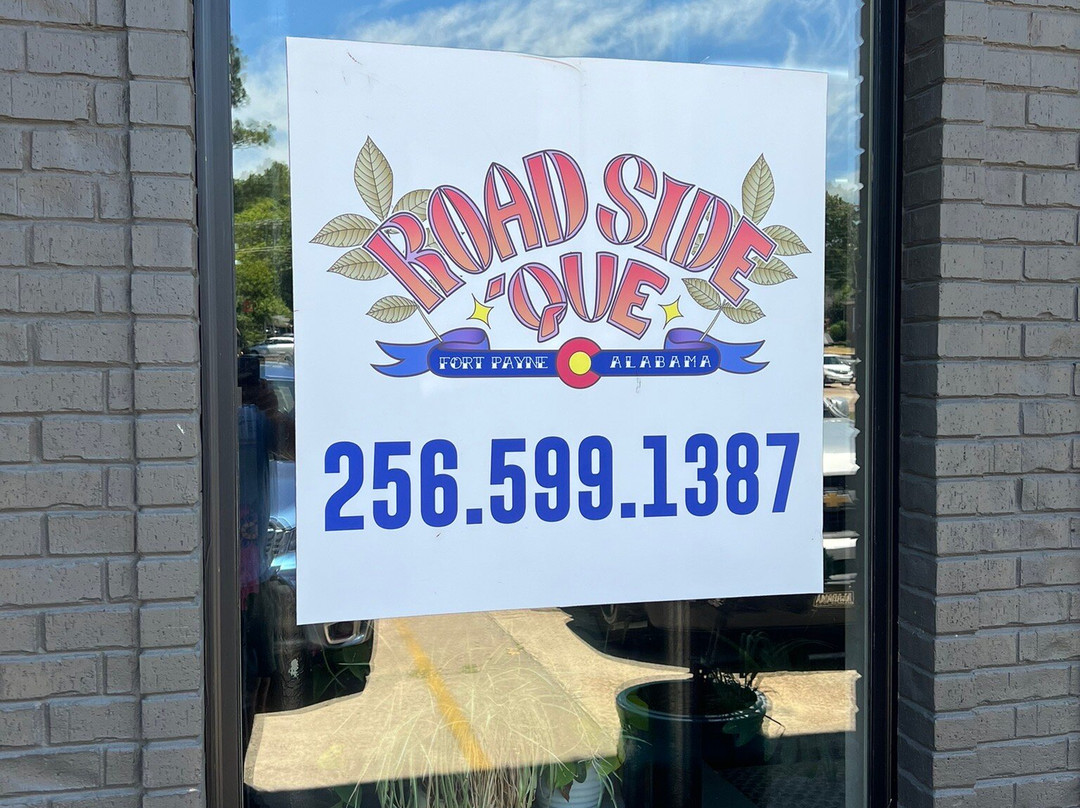 ROAD SIDE
'QUE
FORT PAYNE ALABAMA
256.599.1387